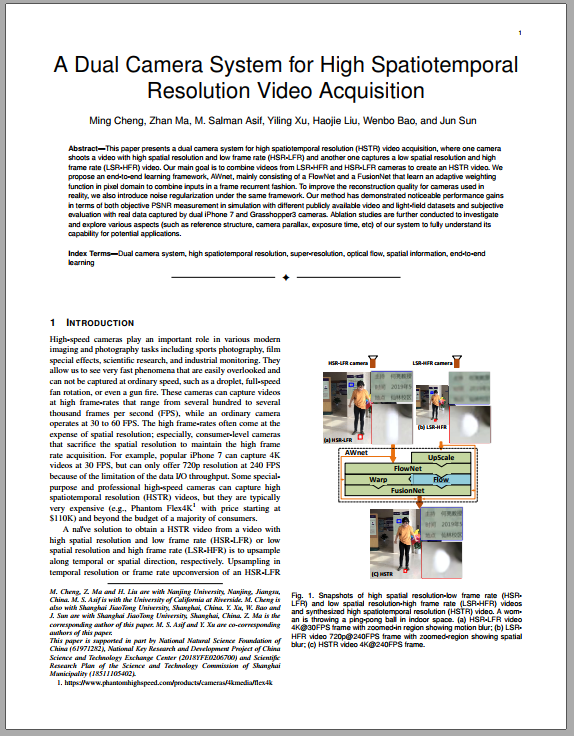 1
A Dual Camera System for High Spatiotemporal
Resolution Video Acquisition
Ming Cheng, Zhan Ma, M. Salman Asif, Yiling Xu, Haojie Liu, Wenbo Bao, and Jun Sun
Abstract—This paper presents a dual camera system for high spatiotemporal resolution (HSTR) video acquisition, where one camera
shoots a video with high spatial resolution and low frame rate (HSR-LFR) and another one captures a low spatial resolution and high
frame rate (LSR-HFR) video. Our main goal is to combine videos from LSR-HFR and HSR-LFR cameras to create an HSTR video. We
propose an end-to-end learning framework, AWnet, mainly consisting of a FlowNet and a FusionNet that learn an adaptive weighting
function in pixel domain to combine inputs in a frame recurrent fashion. To improve the reconstruction quality for cameras used in
reality, we also introduce noise regularization under the same framework. Our method has demonstrated noticeable performance gains
in terms of both objective PSNR measurement in simulation with different publicly available video and light-field datasets and subjective
evaluation with real data captured by dual iPhone 7 and Grasshopper3 cameras. Ablation studies are further conducted to investigate
and explore various aspects (such as reference structure, camera parallax, exposure time, etc) of our system to fully understand its
capability for potential applications.
Index Terms—Dual camera system, high spatiotemporal resolution, super-resolution, optical flow, spatial information, end-to-end
learning
1 INTRODUCTION
High-speed cameras play an important role in various modern
imaging and photography tasks including sports photography, film
special effects, scientific research, and industrial monitoring. They
allow us to see very fast phenomena that are easily overlooked and
can not be captured at ordinary speed, such as a droplet, full-speed
fan rotation, or even a gun fire. These cameras can capture videos
at high frame-rates that range from several hundred to several
thousand frames per second (FPS), while an ordinary camera
operates at 30 to 60 FPS. The high frame-rates often come at the
expense of spatial resolution; especially, consumer-level cameras
that sacrifice the spatial resolution to maintain the high frame
rate acquisition. For example, popular iPhone 7 can capture 4K
videos at 30 FPS, but can only offer 720p resolution at 240 FPS
because of the limitation of the data I/O throughput. Some special-
purpose and professional high-speed cameras can capture high
spatiotemporal resolution (HSTR) videos, but they are typically
very expensive (e.g., Phantom Flex4K1 with price starting at
$110K) and beyond the budget of a majority of consumers.
A naïve solution to obtain a HSTR video from a video with
high spatial resolution and low frame rate (HSR-LFR) or low
spatial resolution and high frame rate (LSR-HFR) is to upsample
along temporal or spatial direction, respectively. Upsampling in
temporal resolution or frame rate upconversion of an HSR-LFR
M. Cheng, Z. Ma and H. Liu are with Nanjing University, Nanjing, Jiangsu,
China. M. S. Asif is with the University of California at Riverside. M. Cheng is
also with Shanghai JiaoTong University, Shanghai, China. Y. Xu, W. Bao and
J. Sun are with Shanghai JiaoTong University, Shanghai, China. Z. Ma is the
corresponding author of this paper. M. S. Asif and Y. Xu are co-corresponding
authors of this paper.
This paper is supported in part by National Natural Science Foundation of
China (61971282), National Key Research and Development Project of China
Science and Technology Exchange Center (2018YFE0206700) and Scientific
Research Plan of the Science and Technology Commission of Shanghai
Municipality (18511105402).
1. https://www.phantomhighspeed.com/products/cameras/4kmedia/flex4k
HSR-LFR camera
LSR-HFR camera
(a) HSR-LFR
(b) LSR-HFR
AWnet
UpScale
FlowNet
Warp
Flow
FusionNet
(C) HSTR
Fig. 1. Snapshots of high spatial resolution-low frame rate (HSR-
LFR) and low spatial resolution-high frame rate (LSR-HFR) videos
and synthesized high spatiotemporal resolution (HSTR) video. A wom-
an is throwing a ping-pong ball in indoor space. (a) HSR-LFR video
4K@30FPS frame with zoomed-in region showing motion blur; (b) LSR-
HFR video 720p@240FPS frame with zoomed-region showing spatial
blur; (c) HSTR video 4K@240FPS frame.